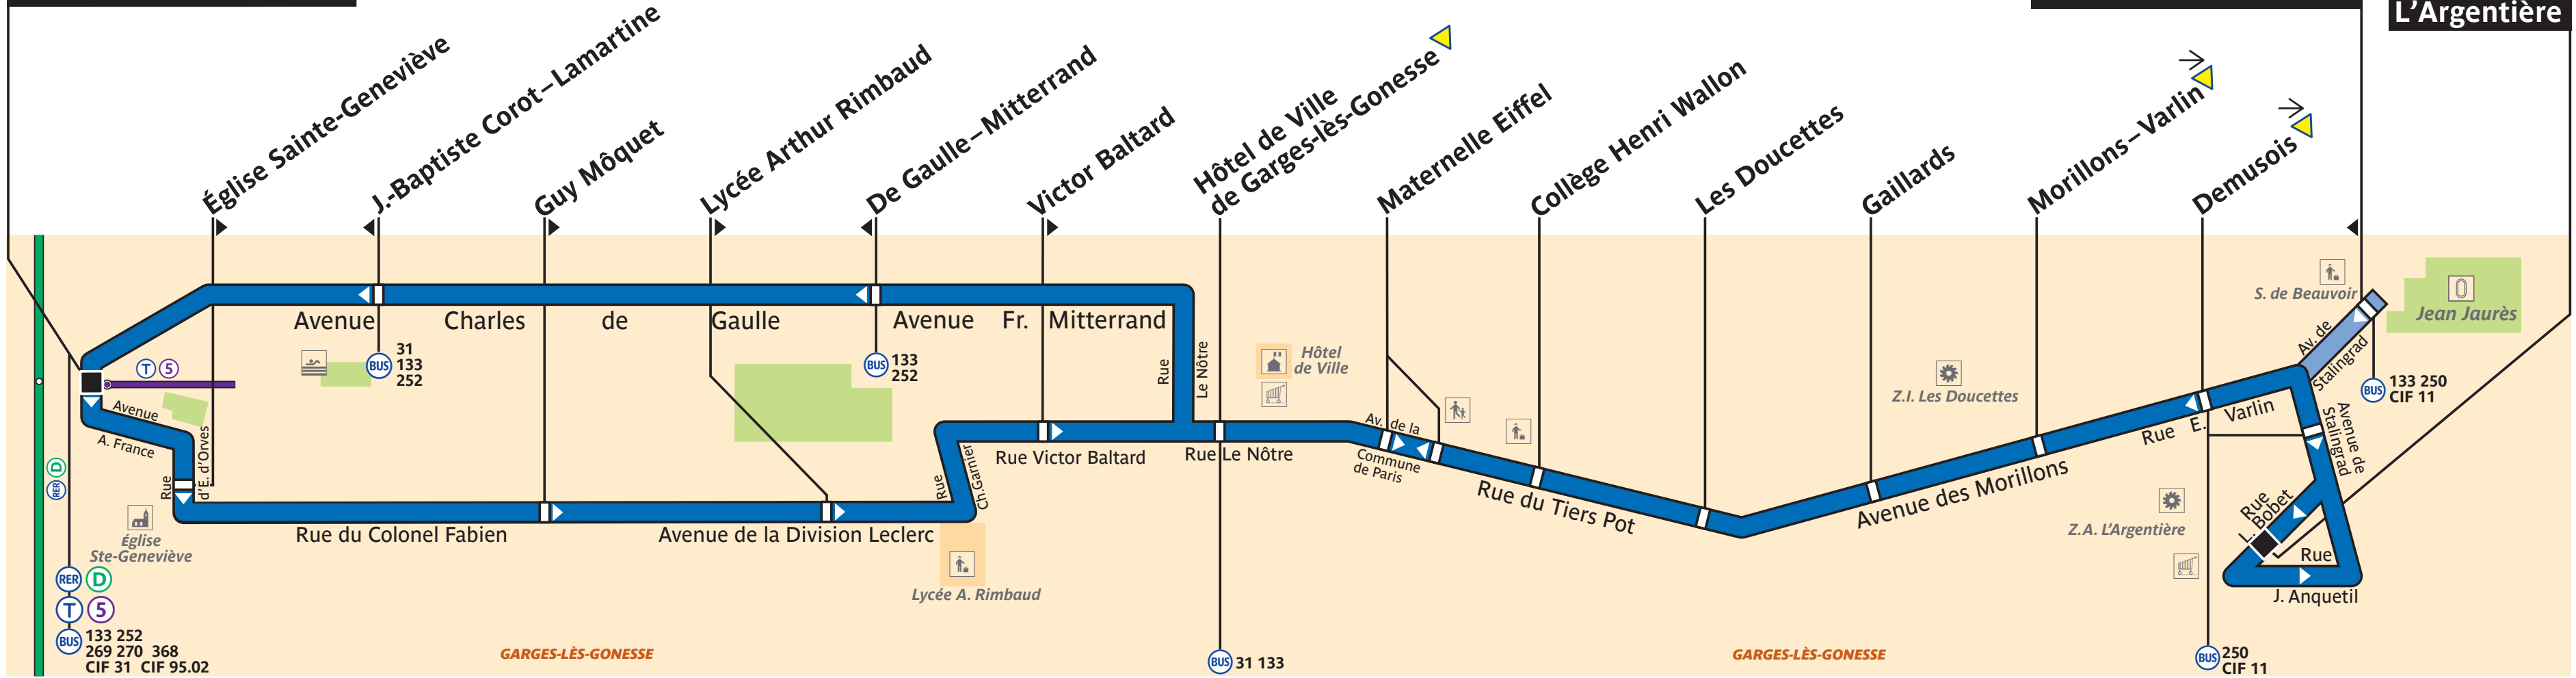 L'Argentière
Église Sainte-Geneviève
J.-Baptiste Corot–Lamartine
Guy Môquet
Lycée Arthur Rimbaud
De Gaulle–Mitterrand
Victor Baltard
Hôtel de Ville
de Garges-lès-Gonesse
Maternelle Eiffel
Collège Henri Wallon
Les Doucettes
Gaillards
Morillons–Varlin
Demusois
S. de Beauvoir
Jean Jaurès
Avenue Charles de Gaulle
Avenue Fr. Mitterrand
Rue
Le Nôtre
T 5
BUS
31
133
252
BUS
133
252
Hôtel
de Ville
Z.I. Les Doucettes
Av. de
Stalingrad
BUS
133 250
CIF 11
Avenue
A. France
Rue
d'E. d'Orves
Rue Victor Baltard
Rue Le Nôtre
Av. de la
Commune
de Paris
Rue du Tiers Pot
Avenue des Morillons
Rue E. Varlin
Avenue de
Stalingrad
RER D
Rue
Ch. Garnier
Église
Ste-Geneviève
Rue du Colonel Fabien
Avenue de la Division Leclerc
Lycée A. Rimbaud
Z.A. L'Argentière
Rue
L. Bobet
Rue
J. Anquetil
RER D
T 5
BUS
133 252
269 270 368
CIF 31 CIF 95.02
GARGES-LÈS-GONESSE
BUS 31 133
GARGES-LÈS-GONESSE
BUS
250
CIF 11